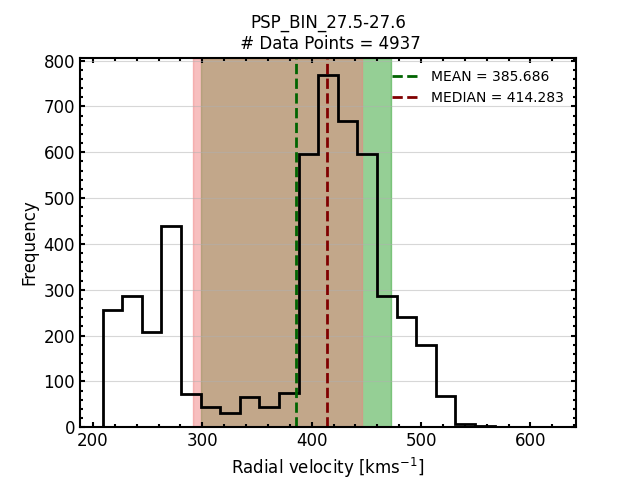 PSP_BIN_27.5-27.6
# Data Points = 4937
800
700
600
500
400
300
200
100
0
Frequency
MEAN = 385.686
MEDIAN = 414.283
200 300 400 500 600
Radial velocity [kms⁻¹]